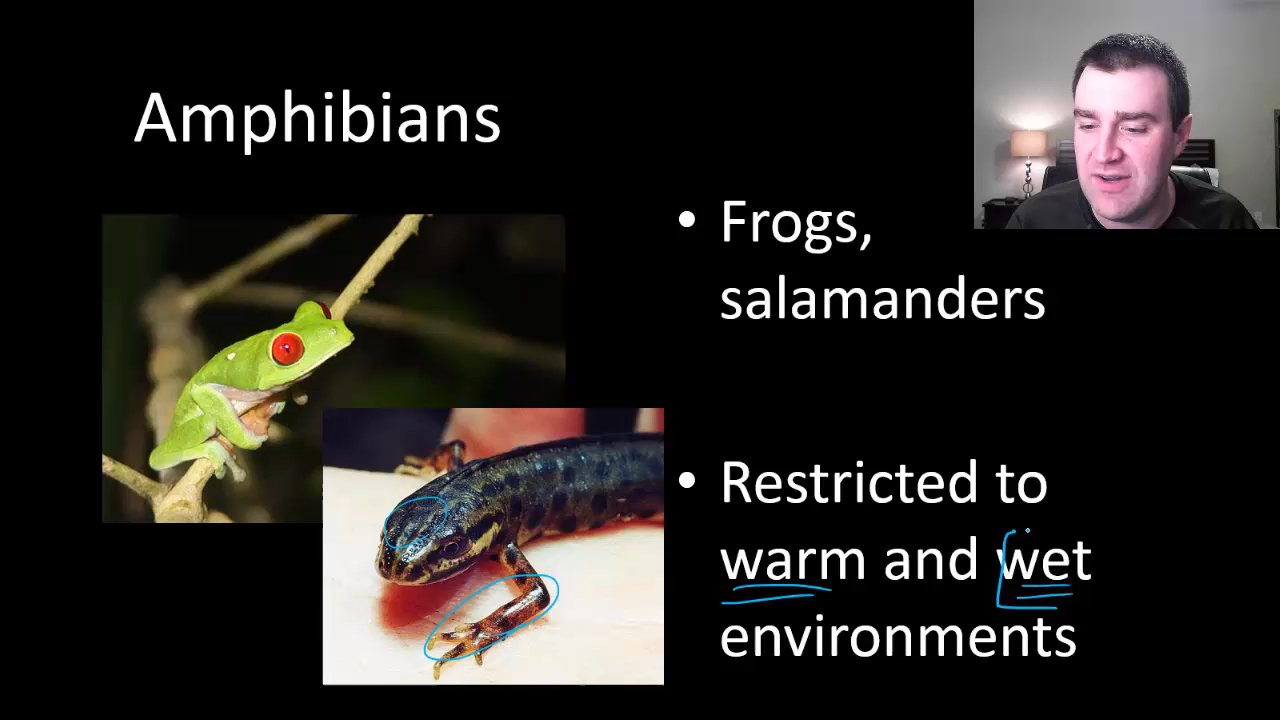 Amphibians
• Frogs,
salamanders
• Restricted to
warm and wet
environments